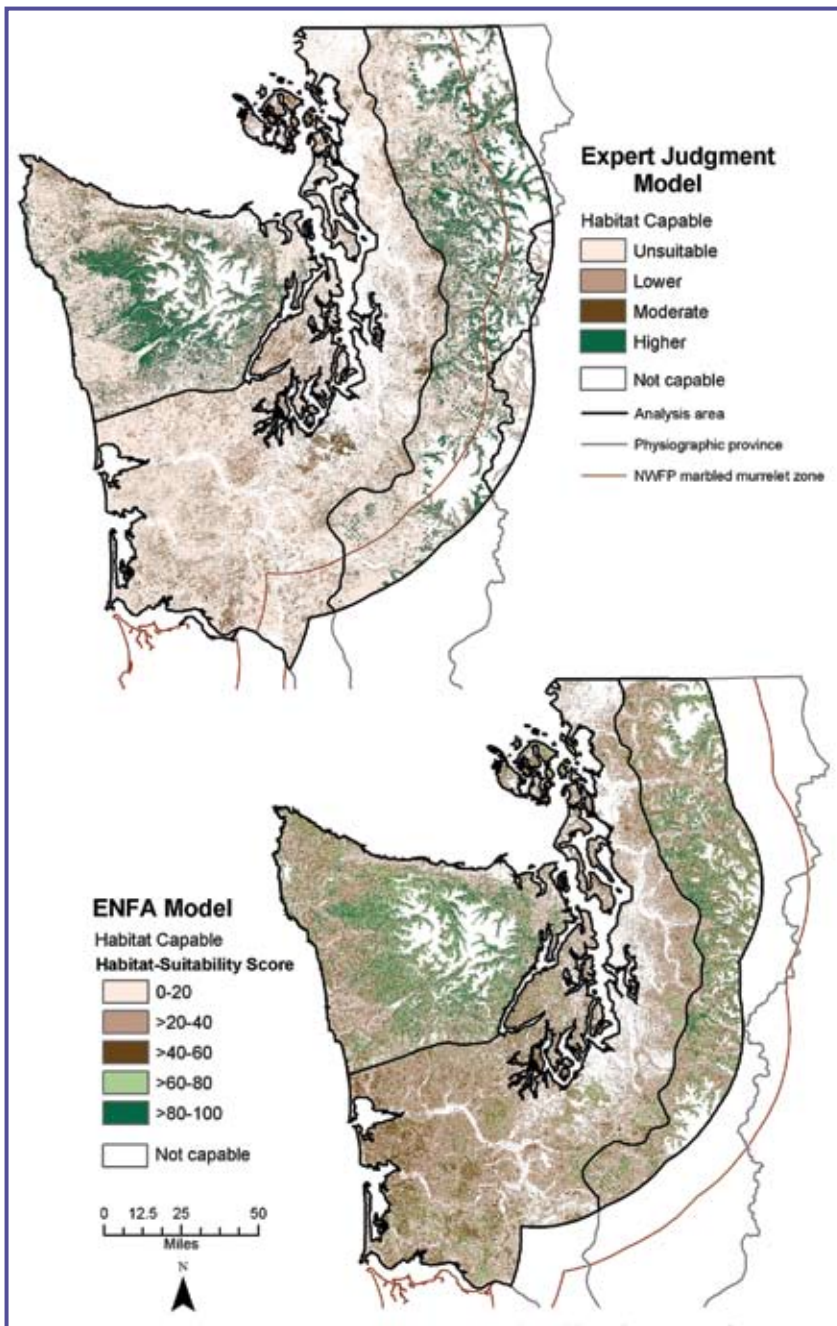 Expert Judgment
Model
Habitat Capable
Unsuitable
Lower
Moderate
Higher
Not capable
Analysis area
Physiographic province
NWFP marbled murrelet zone
ENFA Model
Habitat Capable
Habitat-Suitability Score
0-20
>20-40
>40-60
>60-80
>80-100
Not capable
0 12.5 25 50
Miles
N